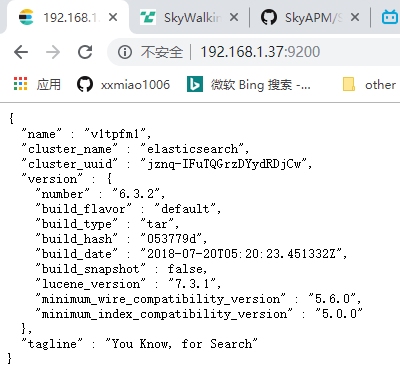 192.168.1.
SkyWalkin
SkyAPM/S
不安全 192.168.1.37:9200
应用 xxmiao1006 微软 Bing 搜索 - ... other
{
"name" : "v1tpfm1",
"cluster_name" : "elasticsearch",
"cluster_uuid" : "jznq-IFuTQGrzDYydRDjCw",
"version" : {
"number" : "6.3.2",
"build_flavor" : "default",
"build_type" : "tar",
"build_hash" : "053779d",
"build_date" : "2018-07-20T05:20:23.451332Z",
"build_snapshot" : false,
"lucene_version" : "7.3.1",
"minimum_wire_compatibility_version" : "5.6.0",
"minimum_index_compatibility_version" : "5.0.0"
},
"tagline" : "You Know, for Search"
}